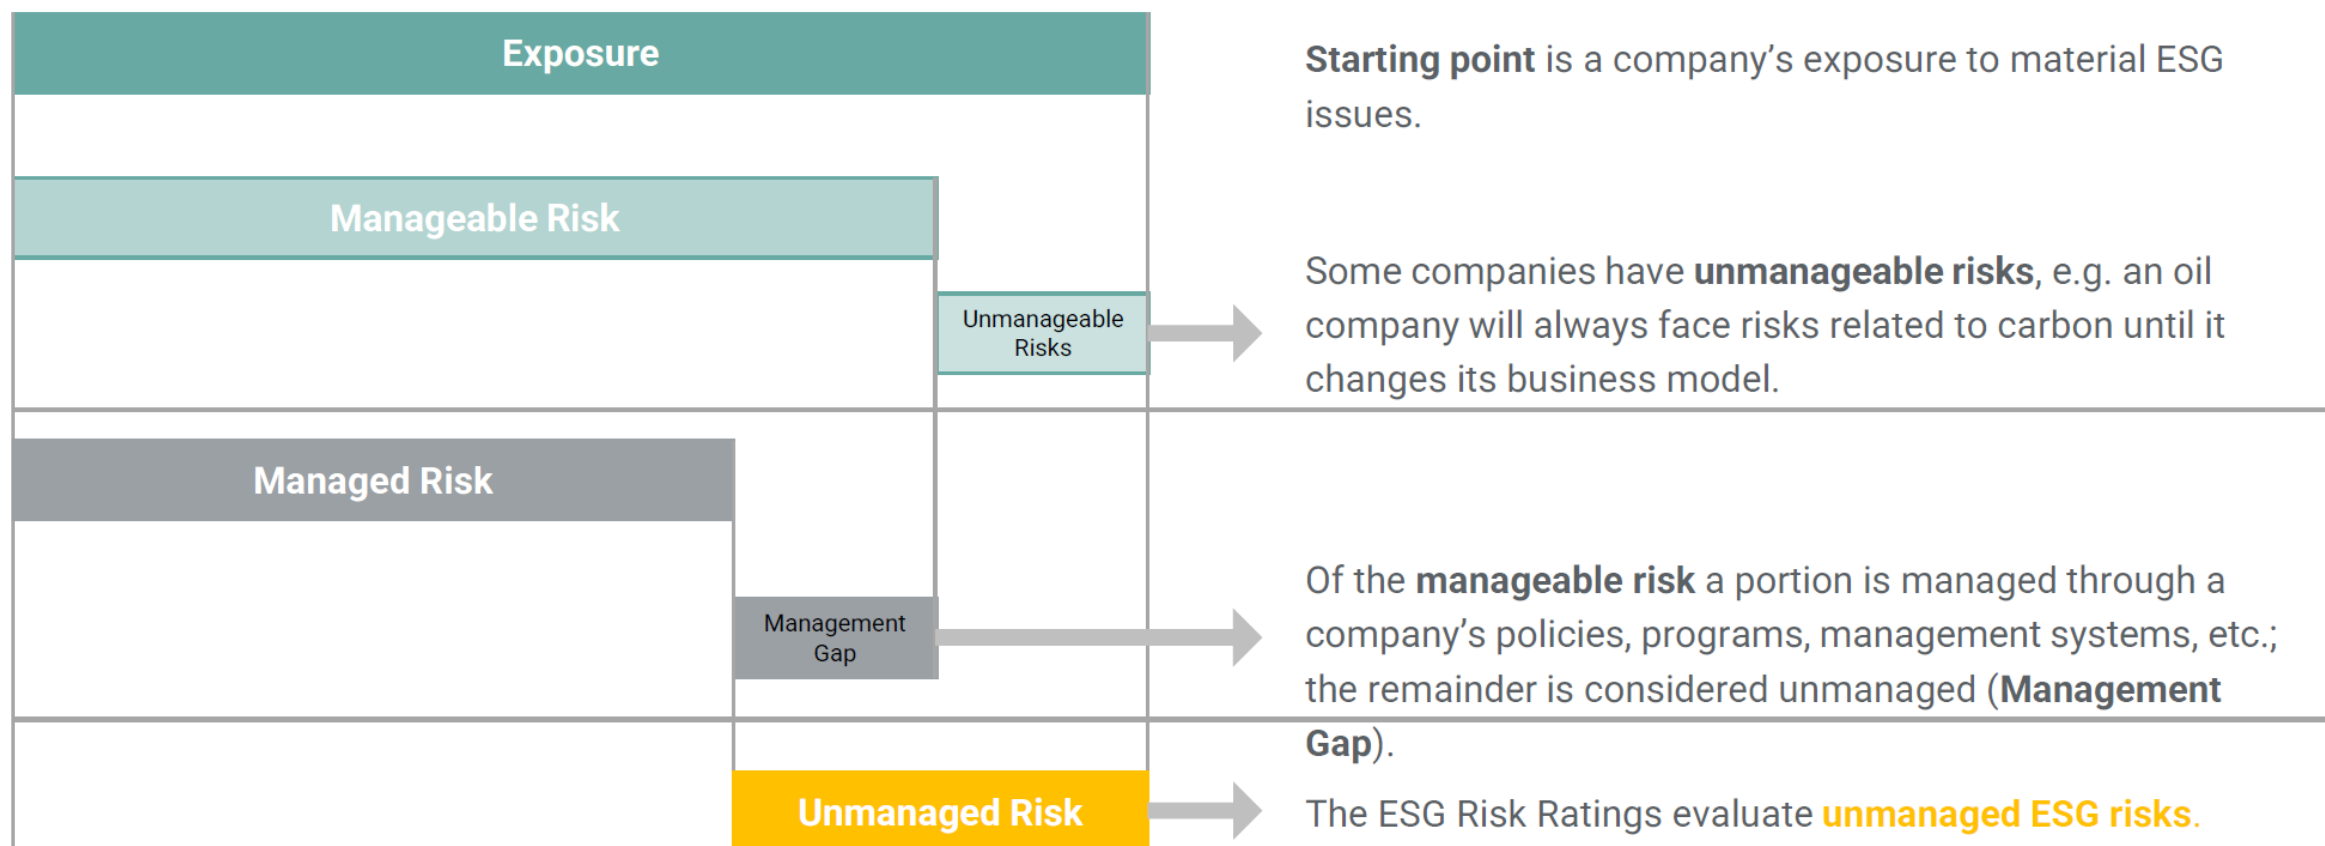 Exposure
Starting point is a company's exposure to material ESG
issues.
Manageable Risk
Unmanageable
Risks
Some companies have unmanageable risks, e.g. an oil
company will always face risks related to carbon until it
changes its business model.
Managed Risk
Management
Gap
Of the manageable risk a portion is managed through a
company's policies, programs, management systems, etc.;
the remainder is considered unmanaged (Management
Gap).
Unmanaged Risk
The ESG Risk Ratings evaluate unmanaged ESG risks.